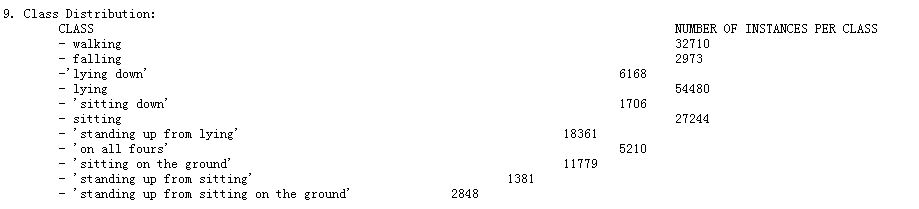 9. Class Distribution:
CLASS NUMBER OF INSTANCES PER CLASS
- walking 32710
- falling 2973
-'lying down' 6168
- lying 54480
- 'sitting down' 1706
- sitting 27244
- 'standing up from lying' 18361
- 'on all fours' 5210
- 'sitting on the ground' 11779
- 'standing up from sitting' 1381
- 'standing up from sitting on the ground' 2848